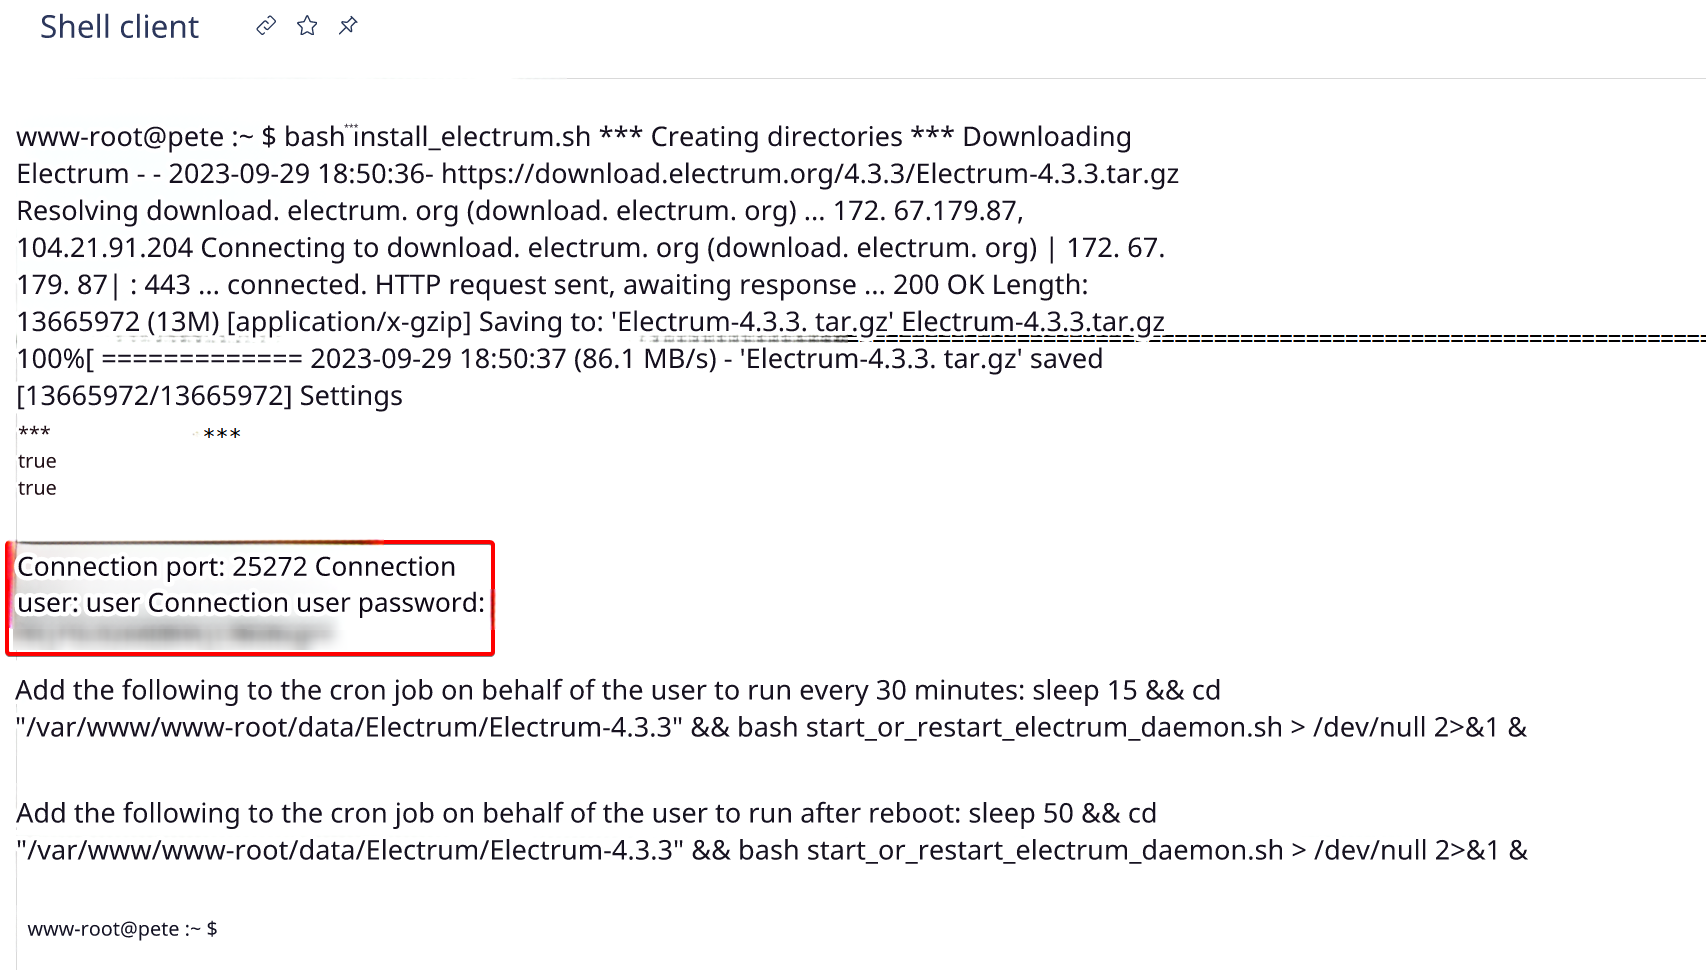 Shell client
www-root@pete :~ $ bash install_electrum.sh *** Creating directories *** Downloading
Electrum - - 2023-09-29 18:50:36- https://download.electrum.org/4.3.3/Electrum-4.3.3.tar.gz
Resolving download. electrum. org (download. electrum. org) ... 172. 67.179.87,
104.21.91.204 Connecting to download. electrum. org (download. electrum. org) | 172. 67.
179. 87| : 443 ... connected. HTTP request sent, awaiting response ... 200 OK Length:
13665972 (13M) [application/x-gzip] Saving to: 'Electrum-4.3.3. tar.gz' Electrum-4.3.3.tar.gz
100%[ ============= 2023-09-29 18:50:37 (86.1 MB/s) - 'Electrum-4.3.3. tar.gz' saved
[13665972/13665972] Settings
*** ***
true
true
Connection port: 25272 Connection
user: user Connection user password:
Add the following to the cron job on behalf of the user to run every 30 minutes: sleep 15 && cd
"/var/www/www-root/data/Electrum/Electrum-4.3.3" && bash start_or_restart_electrum_daemon.sh > /dev/null 2>&1 &
Add the following to the cron job on behalf of the user to run after reboot: sleep 50 && cd
"/var/www/www-root/data/Electrum/Electrum-4.3.3" && bash start_or_restart_electrum_daemon.sh > /dev/null 2>&1 &
www-root@pete :~ $